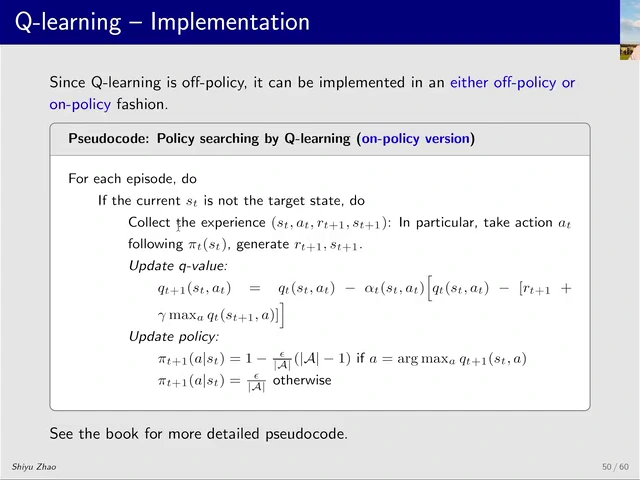 Q-learning – Implementation
Since Q-learning is off-policy, it can be implemented in an either off-policy or
on-policy fashion.
Pseudocode: Policy searching by Q-learning (on-policy version)
For each episode, do
If the current s_t is not the target state, do
Collect the experience (s_t, a_t, r_{t+1}, s_{t+1}): In particular, take action a_t
following π_t(s_t), generate r_{t+1}, s_{t+1}.
Update q-value:
q_{t+1}(s_t, a_t) = q_t(s_t, a_t) − α_t(s_t, a_t)[q_t(s_t, a_t) − [r_{t+1} +
γ max_a q_t(s_{t+1}, a)]]
Update policy:
π_{t+1}(a|s_t) = 1 − ϵ/|A| (|A| − 1) if a = arg max_a q_{t+1}(s_t, a)
π_{t+1}(a|s_t) = ϵ/|A| otherwise
See the book for more detailed pseudocode.
Shiyu Zhao
50 / 60